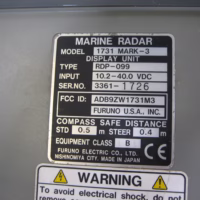 MARINE RADAR
MODEL 1731 MARK-3
DISPLAY UNIT
TYPE RDP-099
INPUT 10.2-40.0 VDC
SER.NO. 3361-1726
FCC ID: ADB9ZW1731M3
FURUNO U.S.A., INC.
COMPASS SAFE DISTANCE
STD 0.5 m STEER 0.4 m
EQUIPMENT CLASS B
FURUNO ELECTRIC CO., LTD.
NISHINOMIYA CITY, MADE IN JAPAN
WARNING
To avoid electrical shock, do not